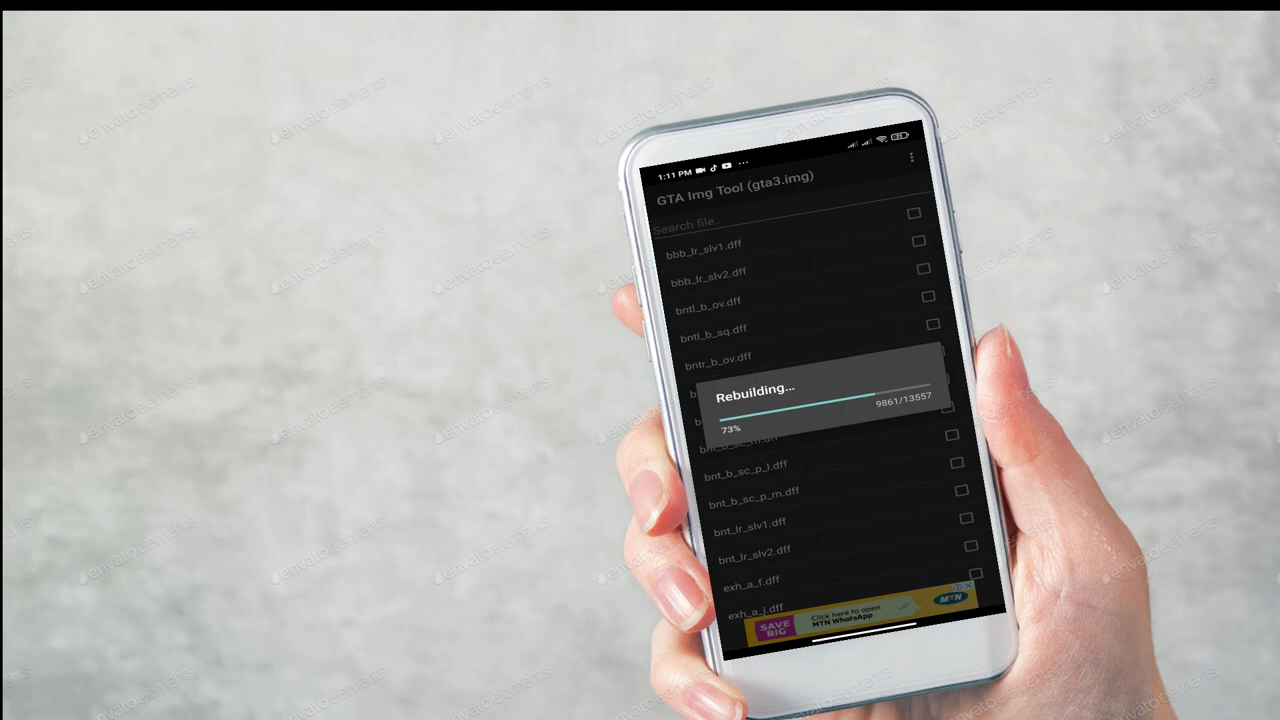 1:11 PM
GTA Img Tool (gta3.img)
Search file..
bbb_lr_slv1.dff
bbb_lr_slv2.dff
bntl_b_ov.dff
bntl_b_sq.dff
bntr_b_ov.dff
Rebuilding...
9861/13557
73%
bnt_b_sc_p_l.dff
bnt_b_sc_p_m.dff
bnt_lr_slv1.dff
bnt_lr_slv2.dff
exh_a_f.dff
exh_a_j.dff
SAVE BIG
Click here to open
MTN WhatsApp
MTN
envatoelements